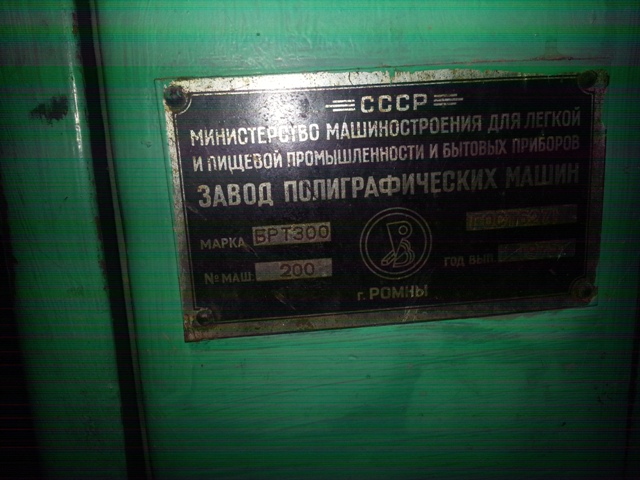 СССР
МИНИСТЕРСТВО МАШИНОСТРОЕНИЯ ДЛЯ ЛЕГКОЙ
И ПИЩЕВОЙ ПРОМЫШЛЕННОСТИ И БЫТОВЫХ ПРИБОРОВ
ЗАВОД ПОЛИГРАФИЧЕСКИХ МАШИН
МАРКА БРТ300
№ МАШ. 200 ГОД ВЫП.
г. РОМНЫ